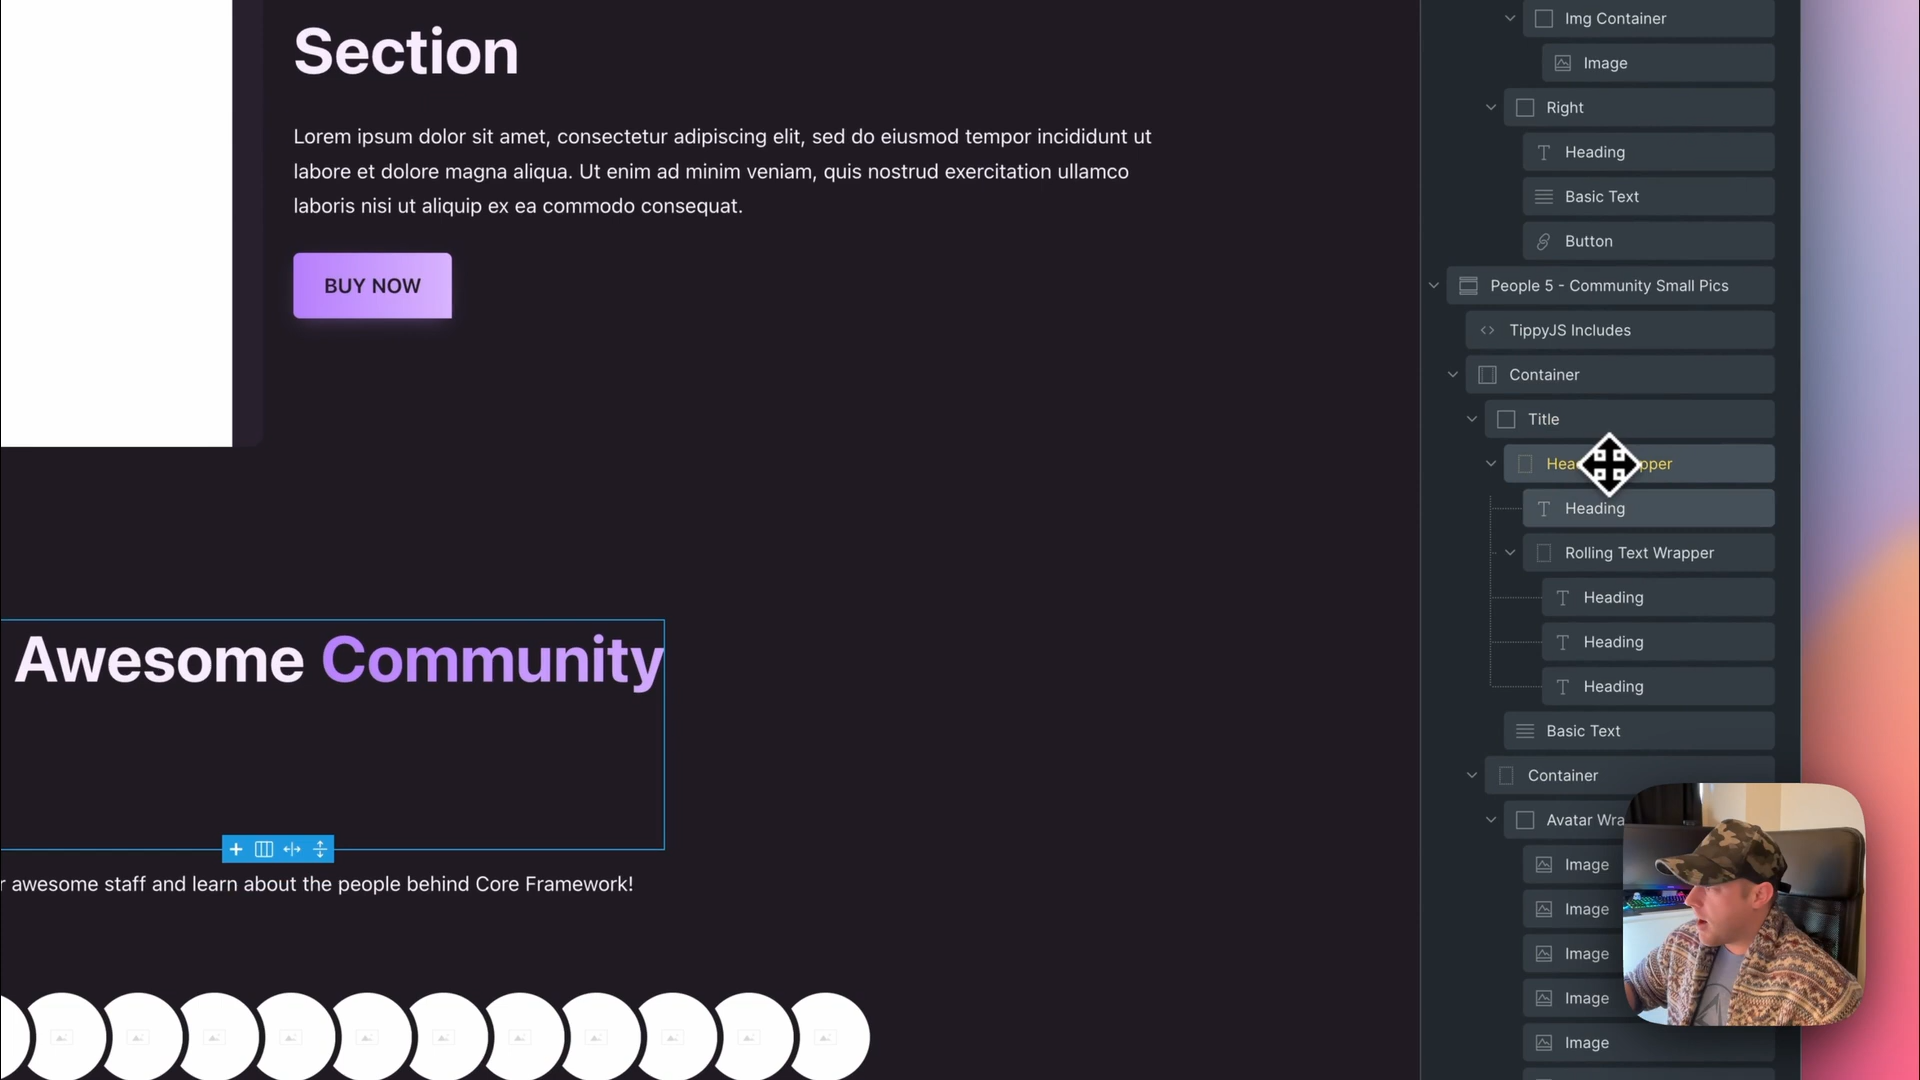 Section
Lorem ipsum dolor sit amet, consectetur adipiscing elit, sed do eiusmod tempor incididunt ut
labore et dolore magna aliqua. Ut enim ad minim veniam, quis nostrud exercitation ullamco
laboris nisi ut aliquip ex ea commodo consequat.
BUY NOW
Awesome Community
awesome staff and learn about the people behind Core Framework!
Img Container
Image
Right
Heading
Basic Text
Button
People 5 - Community Small Pics
TippyJS Includes
Container
Title
Heading
Rolling Text Wrapper
Heading
Heading
Heading
Basic Text
Container
Avatar
Image
Image
Image
Image
Image